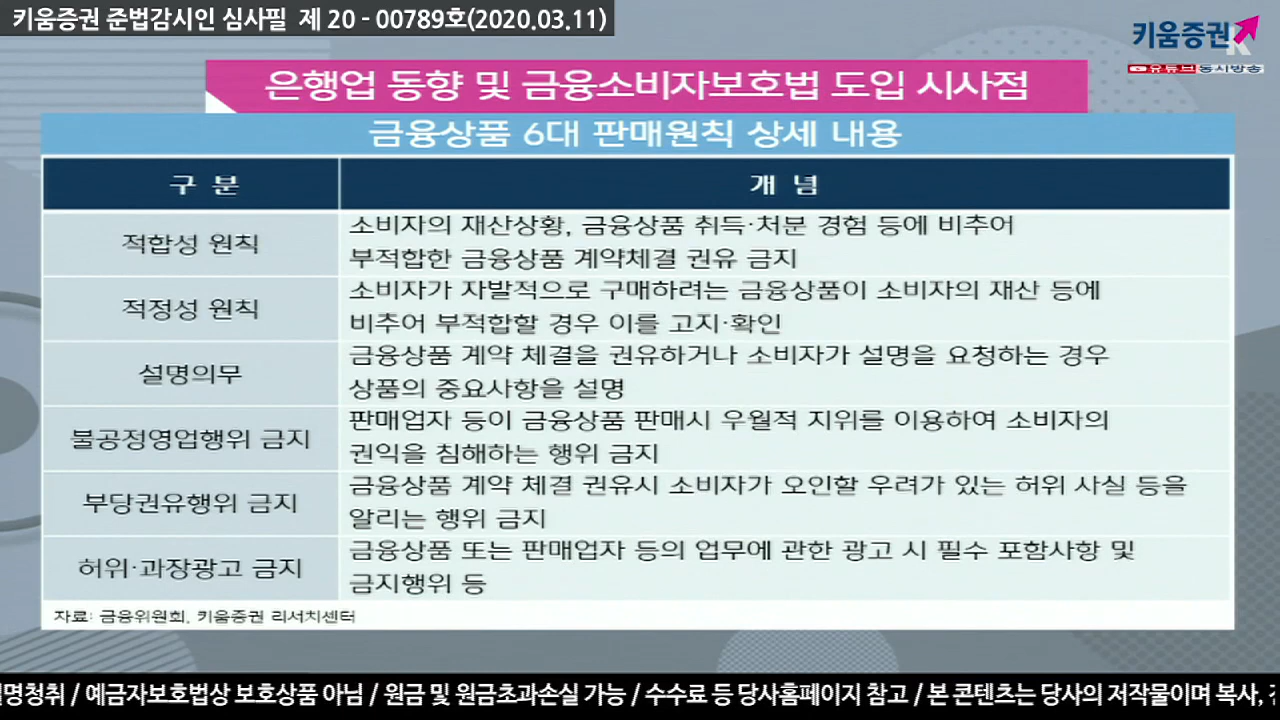 키움증권 준법감시인 심사필 제 20 - 00789호(2020.03.11)
키움증권
유튜브 동시방송
은행업 동향 및 금융소비자보호법 도입 시사점
금융상품 6대 판매원칙 상세 내용
구 분
개 념
적합성 원칙
소비자의 재산상황, 금융상품 취득·처분 경험 등에 비추어
부적합한 금융상품 계약체결 권유 금지
적정성 원칙
소비자가 자발적으로 구매하려는 금융상품이 소비자의 재산 등에
비추어 부적합할 경우 이를 고지·확인
설명의무
금융상품 계약 체결을 권유하거나 소비자가 설명을 요청하는 경우
상품의 중요사항을 설명
불공정영업행위 금지
판매업자 등이 금융상품 판매시 우월적 지위를 이용하여 소비자의
권익을 침해하는 행위 금지
부당권유행위 금지
금융상품 계약 체결 권유시 소비자가 오인할 우려가 있는 허위 사실 등을
알리는 행위 금지
허위·과장광고 금지
금융상품 또는 판매업자 등의 업무에 관한 광고 시 필수 포함사항 및
금지행위 등
자료: 금융위원회, 키움증권 리서치센터
명청취 / 예금자보호법상 보호상품 아님 / 원금 및 원금초과손실 가능 / 수수료 등 당사홈페이지 참고 / 본 콘텐츠는 당사의 저작물이며 복사,